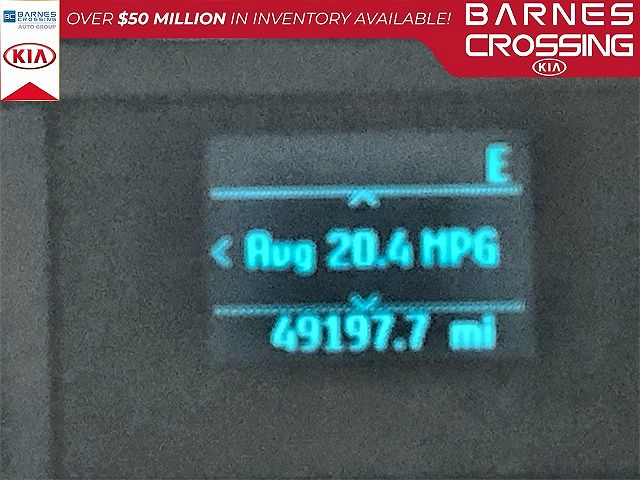 BC BARNES CROSSING
AUTO GROUP
KIA
OVER $50 MILLION IN INVENTORY AVAILABLE!
BARNES
CROSSING
KIA
E
< Avg 20.4 MPG
49197.7 mi